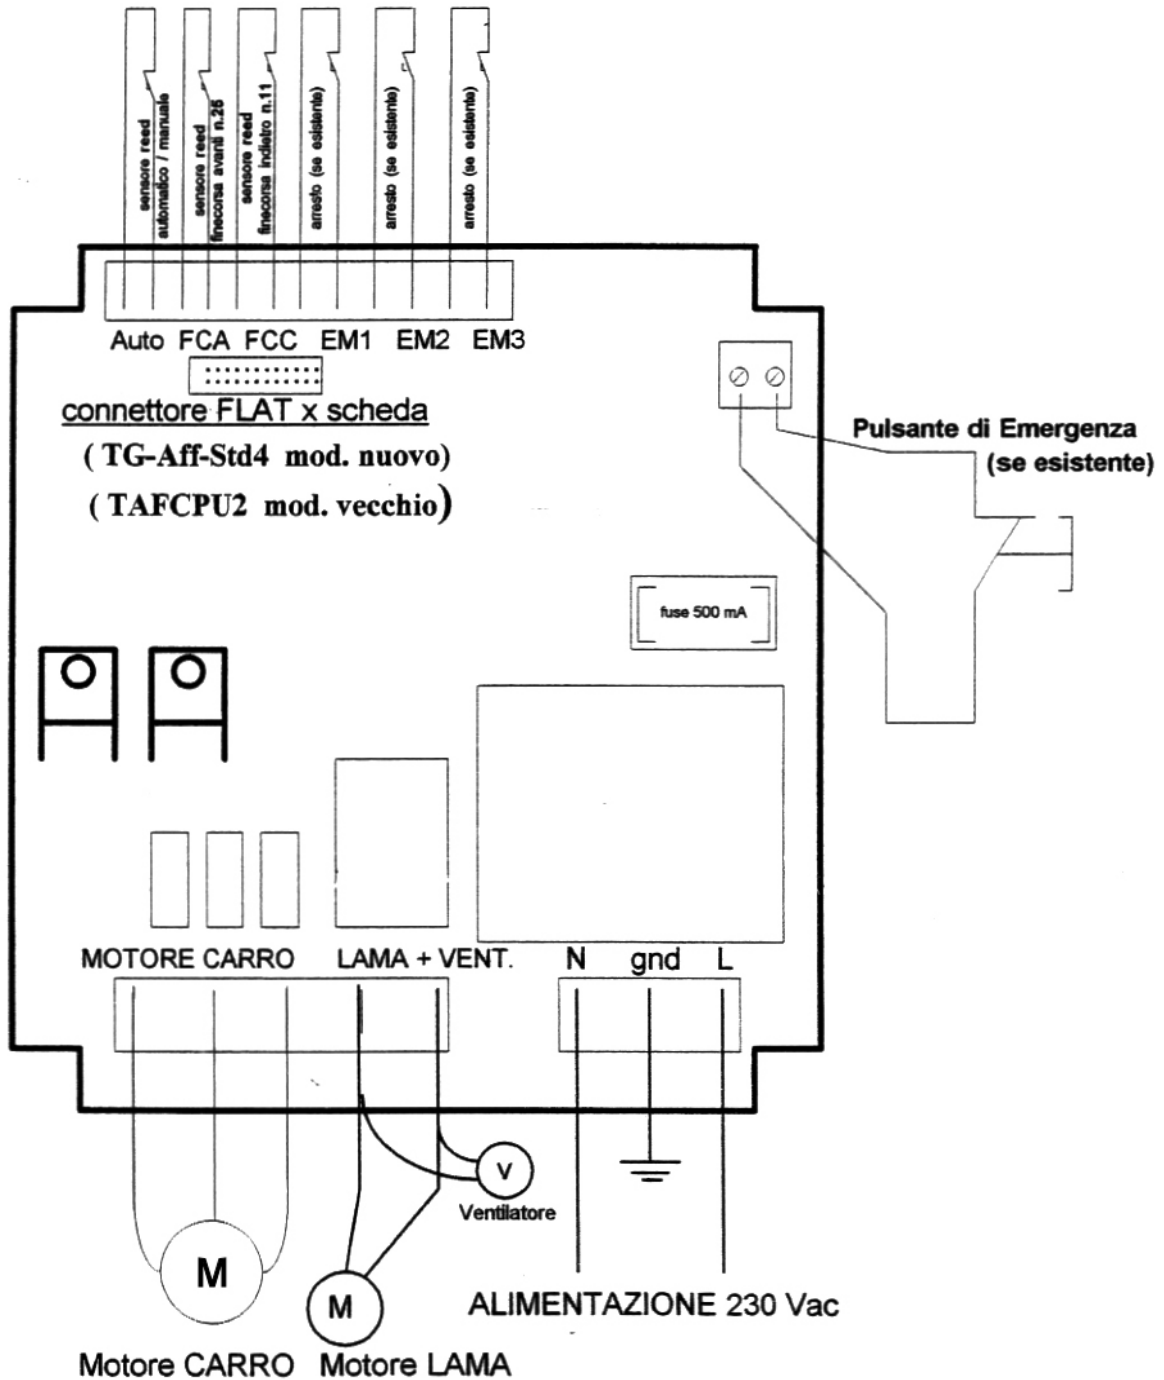 sensore reed
automatico / manuale
sensore reed
finecorsa avanti n.26
sensore reed
finecorsa indietro n.11
arresto (se esistente)
arresto (se esistente)
arresto (se esistente)
Auto FCA FCC EM1 EM2 EM3
connettore FLAT x scheda
( TG-Aff-Std4 mod. nuovo)
( TAFCPU2 mod. vecchio)
Pulsante di Emergenza
(se esistente)
fuse 500 mA
MOTORE CARRO LAMA + VENT. N gnd L
V
Ventilatore
M
M
ALIMENTAZIONE 230 Vac
Motore CARRO Motore LAMA